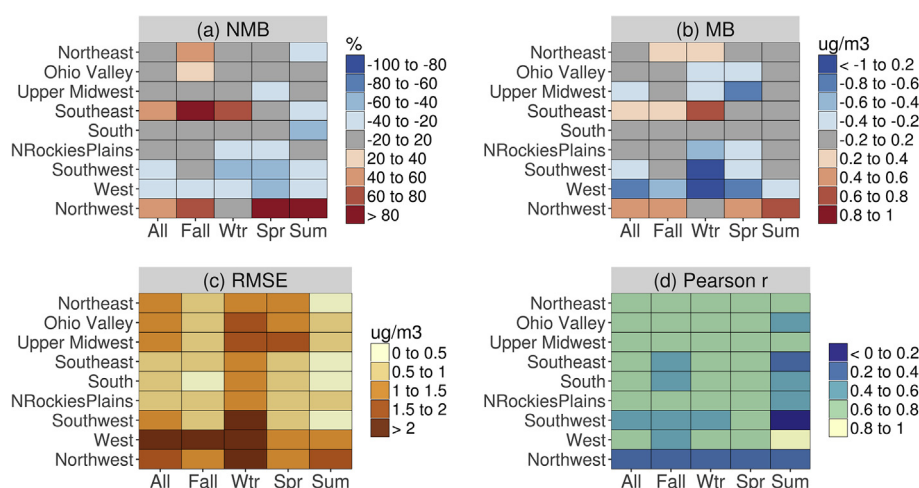 (a) NMB
Northeast
Ohio Valley
Upper Midwest
Southeast
South
NRockiesPlains
Southwest
West
Northwest
All Fall Wtr Spr Sum
%
-100 to -80
-80 to -60
-60 to -40
-40 to -20
-20 to 20
20 to 40
40 to 60
60 to 80
> 80
(b) MB
Northeast
Ohio Valley
Upper Midwest
Southeast
South
NRockiesPlains
Southwest
West
Northwest
All Fall Wtr Spr Sum
ug/m3
< -1 to 0.2
-0.8 to -0.6
-0.6 to -0.4
-0.4 to -0.2
-0.2 to 0.2
0.2 to 0.4
0.4 to 0.6
0.6 to 0.8
0.8 to 1
(c) RMSE
Northeast
Ohio Valley
Upper Midwest
Southeast
South
NRockiesPlains
Southwest
West
Northwest
All Fall Wtr Spr Sum
ug/m3
0 to 0.5
0.5 to 1
1 to 1.5
1.5 to 2
> 2
(d) Pearson r
Northeast
Ohio Valley
Upper Midwest
Southeast
South
NRockiesPlains
Southwest
West
Northwest
All Fall Wtr Spr Sum
< 0 to 0.2
0.2 to 0.4
0.4 to 0.6
0.6 to 0.8
0.8 to 1